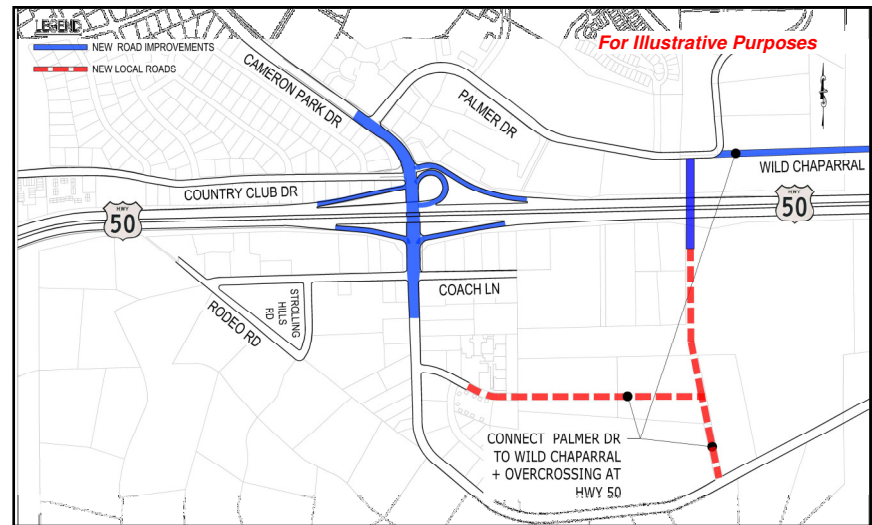 LEGEND
NEW ROAD IMPROVEMENTS
NEW LOCAL ROADS
For Illustrative Purposes
CAMERON PARK DR
PALMER DR
WILD CHAPARRAL
COUNTRY CLUB DR
HWY
50
HWY
50
COACH LN
STROLLING
HILLS
RD
RODEO RD
CONNECT PALMER DR
TO WILD CHAPARRAL
+ OVERCROSSING AT
HWY 50